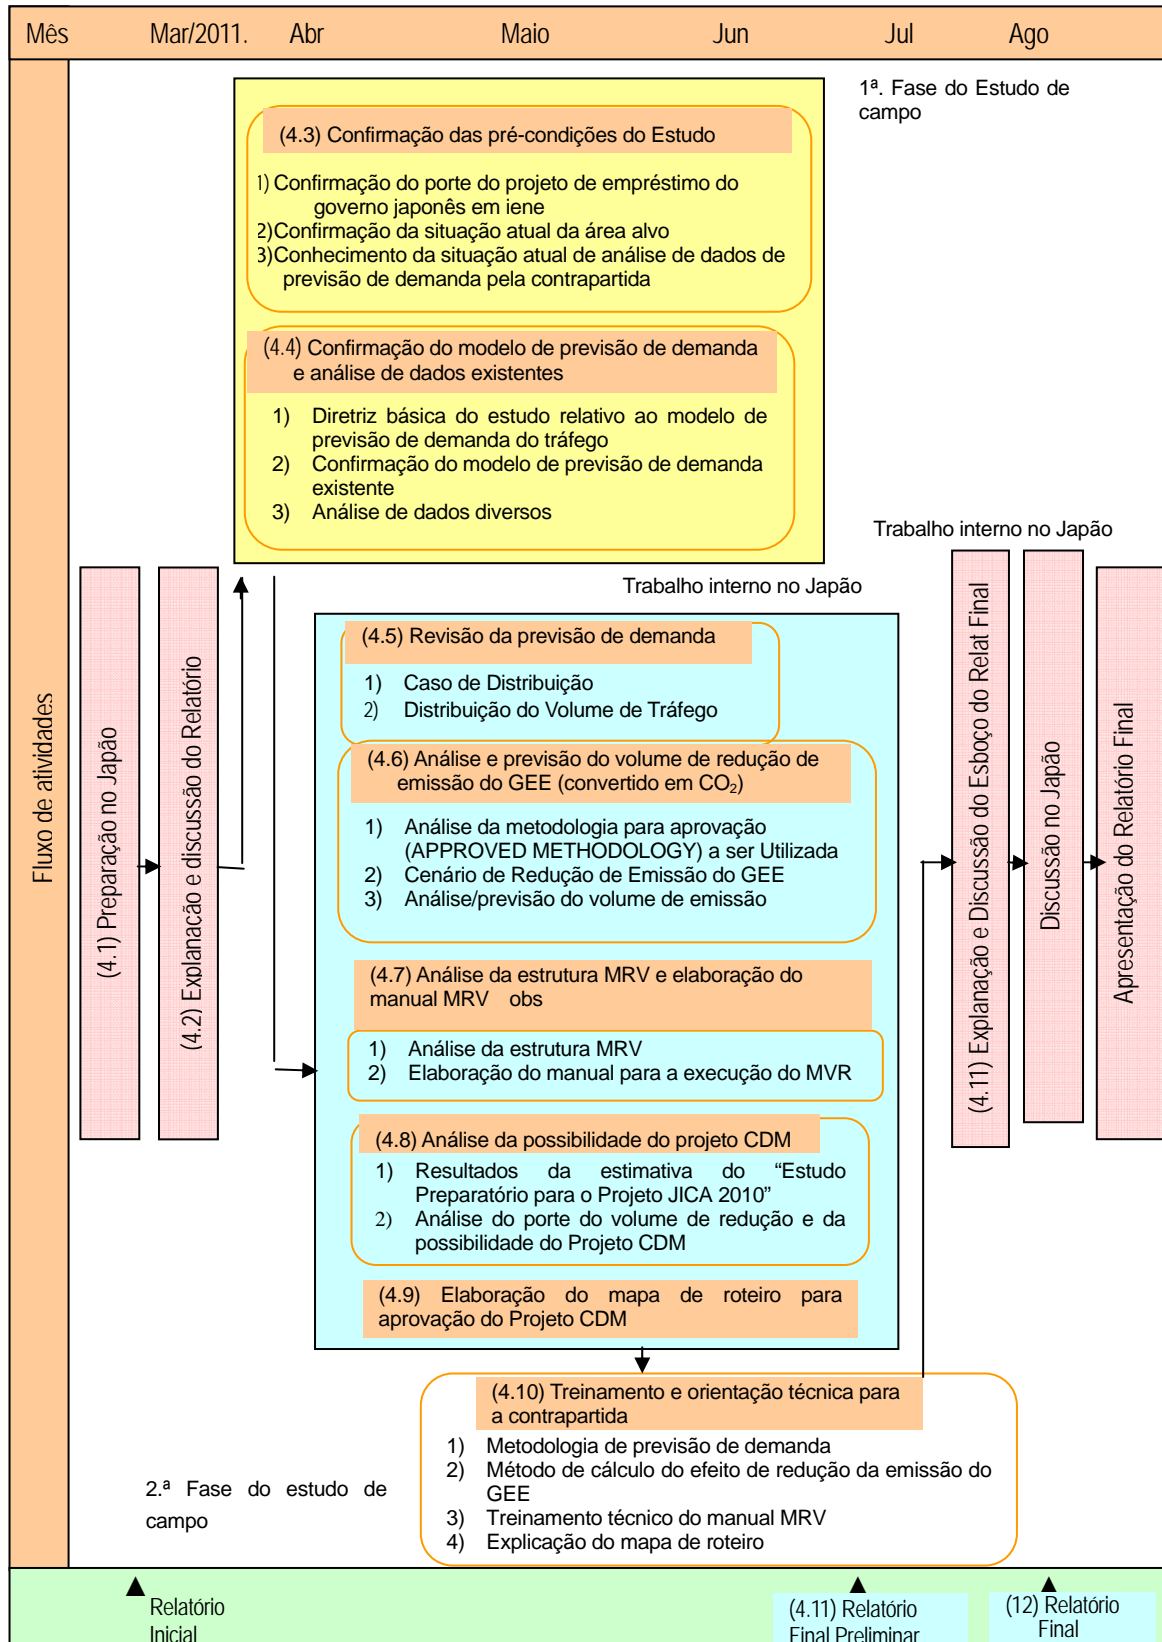 Mês Mar/2011. Abr Maio Jun Jul Ago
1ª. Fase do Estudo de
campo
(4.3) Confirmação das pré-condições do Estudo
1) Confirmação do porte do projeto de empréstimo do
governo japonês em iene
2)Confirmação da situação atual da área alvo
3)Conhecimento da situação atual de análise de dados de
previsão de demanda pela contrapartida
(4.4) Confirmação do modelo de previsão de demanda
e análise de dados existentes
1) Diretriz básica do estudo relativo ao modelo de
previsão de demanda do tráfego
2) Confirmação do modelo de previsão de demanda
existente
3) Análise de dados diversos
Trabalho interno no Japão
Trabalho interno no Japão
Fluxo de atividades
(4.1) Preparação no Japão
(4.2) Explanação e discussão do Relatório
(4.5) Revisão da previsão de demanda
1) Caso de Distribuição
2) Distribuição do Volume de Tráfego
(4.6) Análise e previsão do volume de redução de
emissão do GEE (convertido em CO₂)
1) Análise da metodologia para aprovação
(APPROVED METHODOLOGY) a ser Utilizada
2) Cenário de Redução de Emissão do GEE
3) Análise/previsão do volume de emissão
(4.7) Análise da estrutura MRV e elaboração do
manual MRV obs
1) Análise da estrutura MRV
2) Elaboração do manual para a execução do MVR
(4.8) Análise da possibilidade do projeto CDM
1) Resultados da estimativa do “Estudo
Preparatório para o Projeto JICA 2010”
2) Análise do porte do volume de redução e da
possibilidade do Projeto CDM
(4.9) Elaboração do mapa de roteiro para
aprovação do Projeto CDM
(4.11) Explanação e Discussão do Esboço do Relat Final
Discussão no Japão
Apresentação do Relatório Final
(4.10) Treinamento e orientação técnica para
a contrapartida
1) Metodologia de previsão de demanda
2) Método de cálculo do efeito de redução da emissão do
GEE
3) Treinamento técnico do manual MRV
4) Explicação do mapa de roteiro
2.ª Fase do estudo de
campo
Relatório
Inicial
(4.11) Relatório
Final Preliminar
(12) Relatório
Final